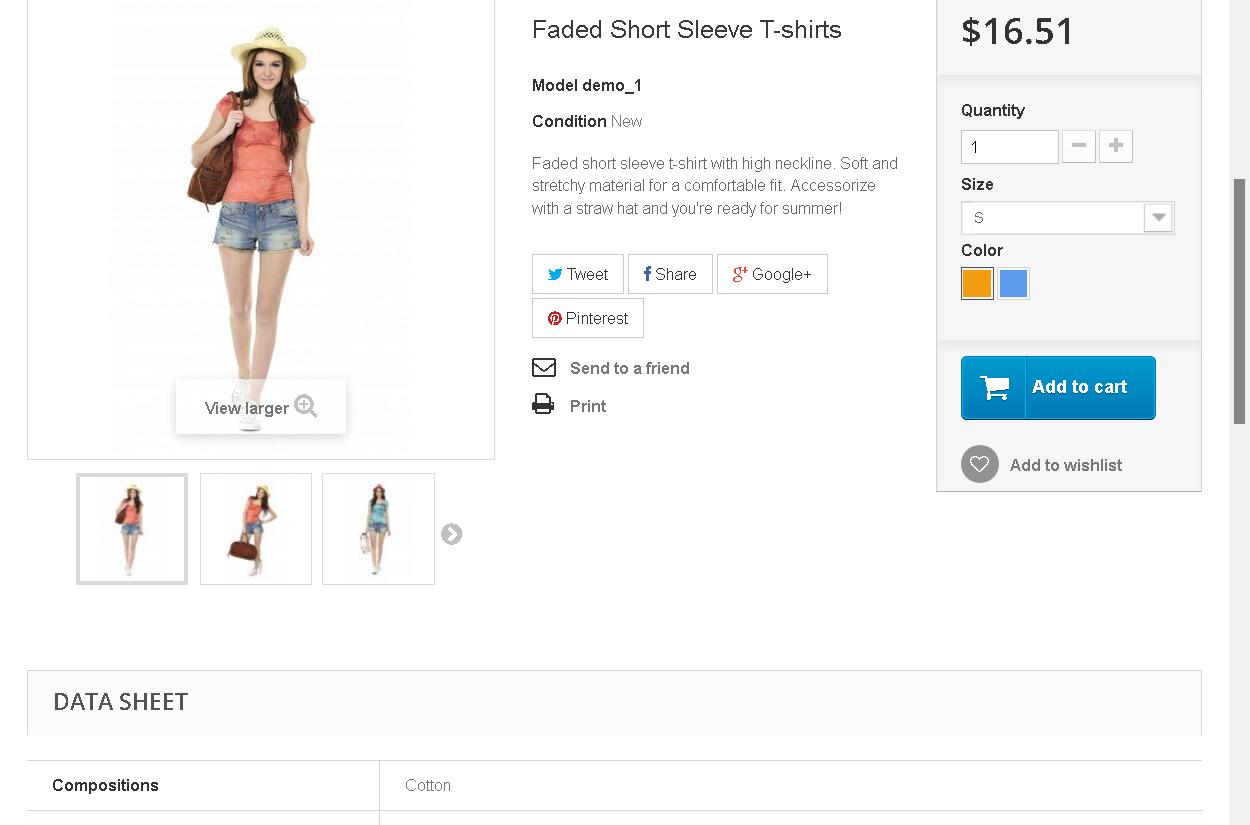 Faded Short Sleeve T-shirts
Model demo_1
Condition New
Faded short sleeve t-shirt with high neckline. Soft and
stretchy material for a comfortable fit. Accessorize
with a straw hat and you're ready for summer!
Tweet
Share
Google+
Pinterest
Send to a friend
Print
View larger
$16.51
Quantity
1
Size
S
Color
Add to cart
Add to wishlist
DATA SHEET
Compositions
Cotton